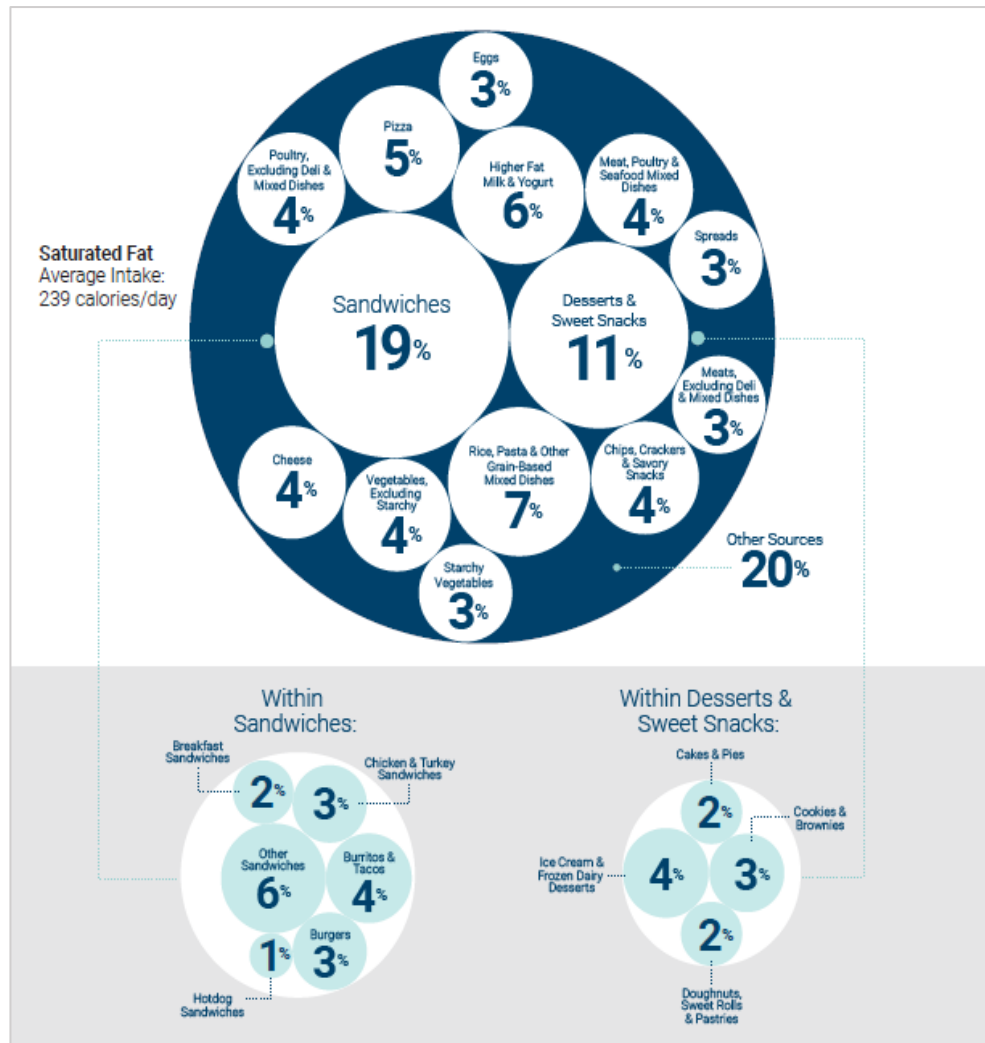 Eggs
3%
Pizza
5%
Poultry,
Excluding Deli &
Mixed Dishes
4%
Higher Fat
Milk & Yogurt
6%
Meat, Poultry &
Seafood Mixed
Dishes
4%
Spreads
3%
Saturated Fat
Average Intake:
239 calories/day
Sandwiches
19%
Desserts &
Sweet Snacks
11%
Meats,
Excluding Deli
& Mixed Dishes
3%
Cheese
4%
Vegetables,
Excluding
Starchy
4%
Rice, Pasta & Other
Grain-Based
Mixed Dishes
7%
Chips, Crackers
& Savory
Snacks
4%
Starchy
Vegetables
3%
Other Sources
20%
Within
Sandwiches:
Breakfast
Sandwiches
2%
Chicken & Turkey
Sandwiches
3%
Other
Sandwiches
6%
Burritos &
Tacos
4%
Burgers
3%
1%
Hotdog
Sandwiches
Within Desserts &
Sweet Snacks:
Cakes & Pies
2%
Cookies &
Brownies
3%
Ice Cream &
Frozen Dairy
Desserts
4%
2%
Doughnuts,
Sweet Rolls
& Pastries